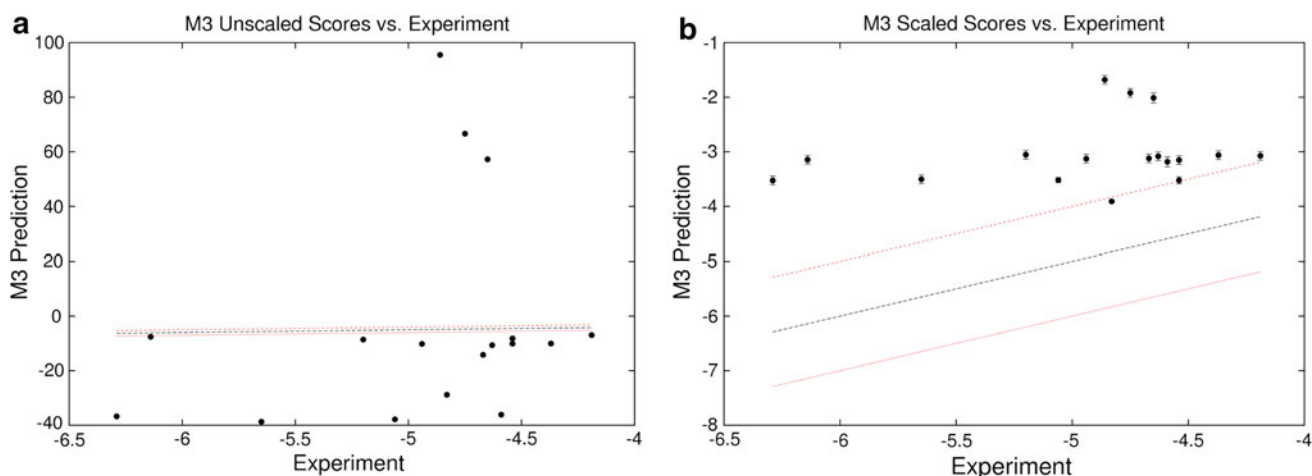 a
M3 Unscaled Scores vs. Experiment
100
80
60
40
20
0
-20
-40
-6.5 -6 -5.5 -5 -4.5 -4
M3 Prediction
Experiment
b
M3 Scaled Scores vs. Experiment
-1
-2
-3
-4
-5
-6
-7
-8
-6.5 -6 -5.5 -5 -4.5 -4
M3 Prediction
Experiment